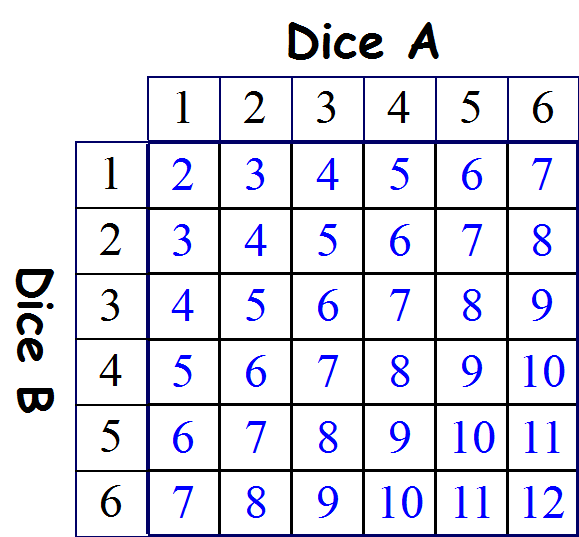 Dice A
1 2 3 4 5 6
1 2 3 4 5 6 7
2 3 4 5 6 7 8
3 4 5 6 7 8 9
4 5 6 7 8 9 10
5 6 7 8 9 10 11
6 7 8 9 10 11 12
Dice B